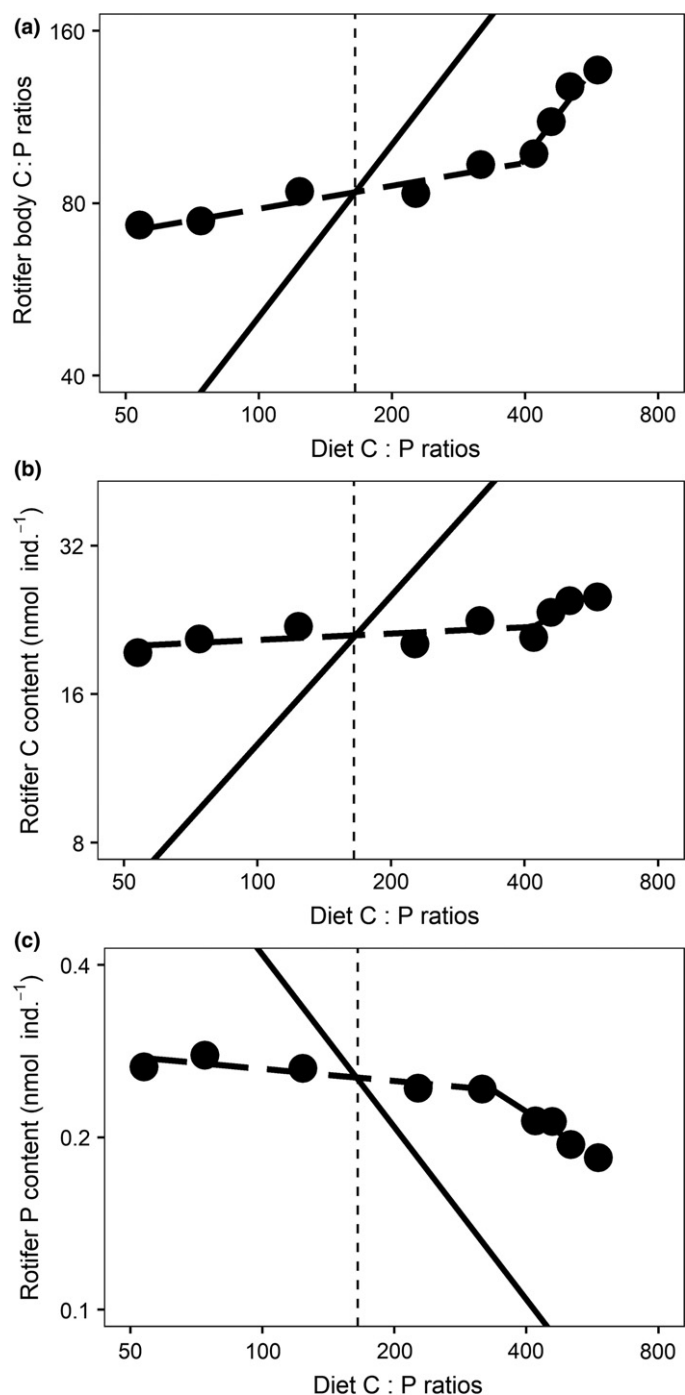 (a)
160
80
40
Rotifer body C:P ratios
50 100 200 400 800
Diet C : P ratios
(b)
32
16
8
Rotifer C content (nmol ind.⁻¹)
50 100 200 400 800
Diet C : P ratios
(c)
0.4
0.2
0.1
Rotifer P content (nmol ind.⁻¹)
50 100 200 400 800
Diet C : P ratios